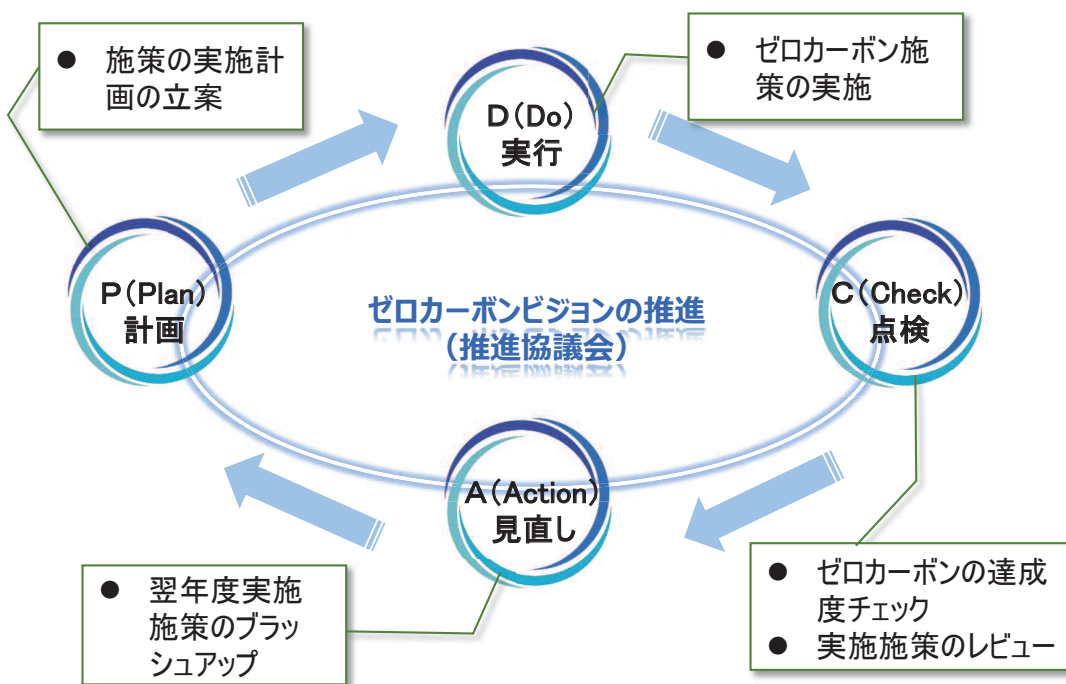 ● 施策の実施計
画の立案
● ゼロカーボン施
策の実施
D(Do)
実行
P(Plan)
計画
ゼロカーボンビジョンの推進
(推進協議会)
C(Check)
点検
A(Action)
見直し
● 翌年度実施
施策のブラッ
シュアップ
● ゼロカーボンの達成
度チェック
● 実施施策のレビュー